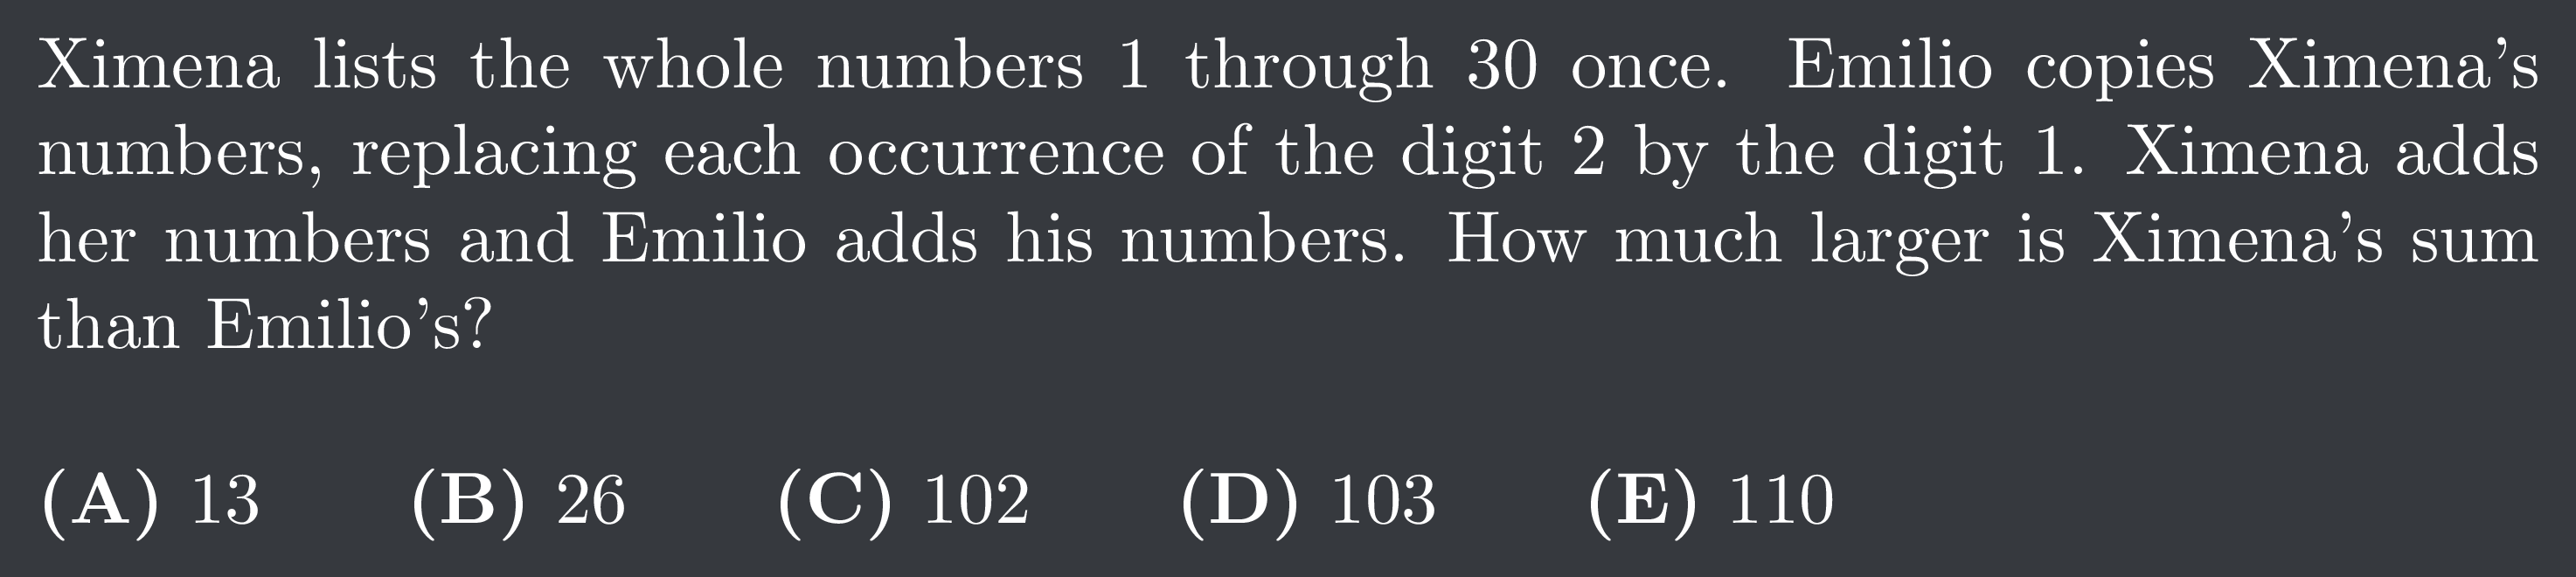 Ximena lists the whole numbers 1 through 30 once. Emilio copies Ximena's
numbers, replacing each occurrence of the digit 2 by the digit 1. Ximena adds
her numbers and Emilio adds his numbers. How much larger is Ximena's sum
than Emilio's?
(A) 13 (B) 26 (C) 102 (D) 103 (E) 110